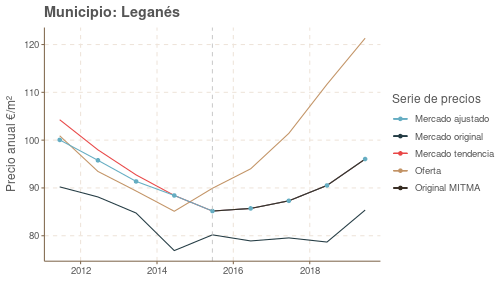 Municipio: Leganés
Precio anual €/m²
120
110
100
90
80
2012
2014
2016
2018
Serie de precios
Mercado ajustado
Mercado original
Mercado tendencia
Oferta
Original MITMA